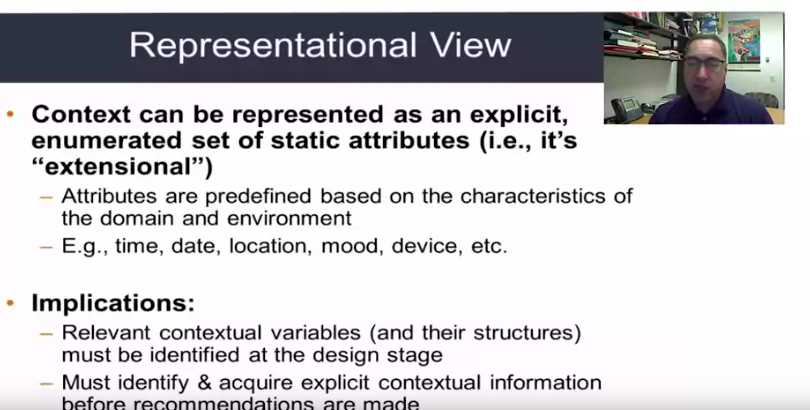 Representational View
• Context can be represented as an explicit,
enumerated set of static attributes (i.e., it's
"extensional")
– Attributes are predefined based on the characteristics of
the domain and environment
– E.g., time, date, location, mood, device, etc.
• Implications:
– Relevant contextual variables (and their structures)
must be identified at the design stage
– Must identify & acquire explicit contextual information
before recommendations are made